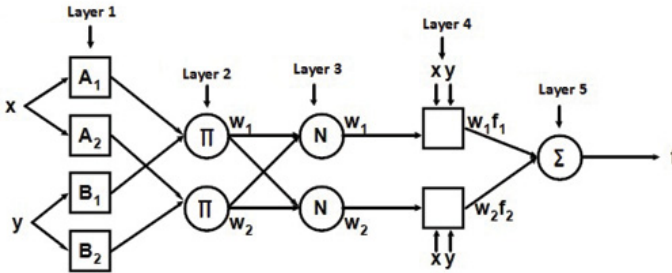 Layer 1
Layer 2
Layer 3
Layer 4
Layer 5
x
y
A1
A2
B1
B2
Π
Π
w1
w2
N
N
w1
w2
x y
x y
w1f1
w2f2
Σ